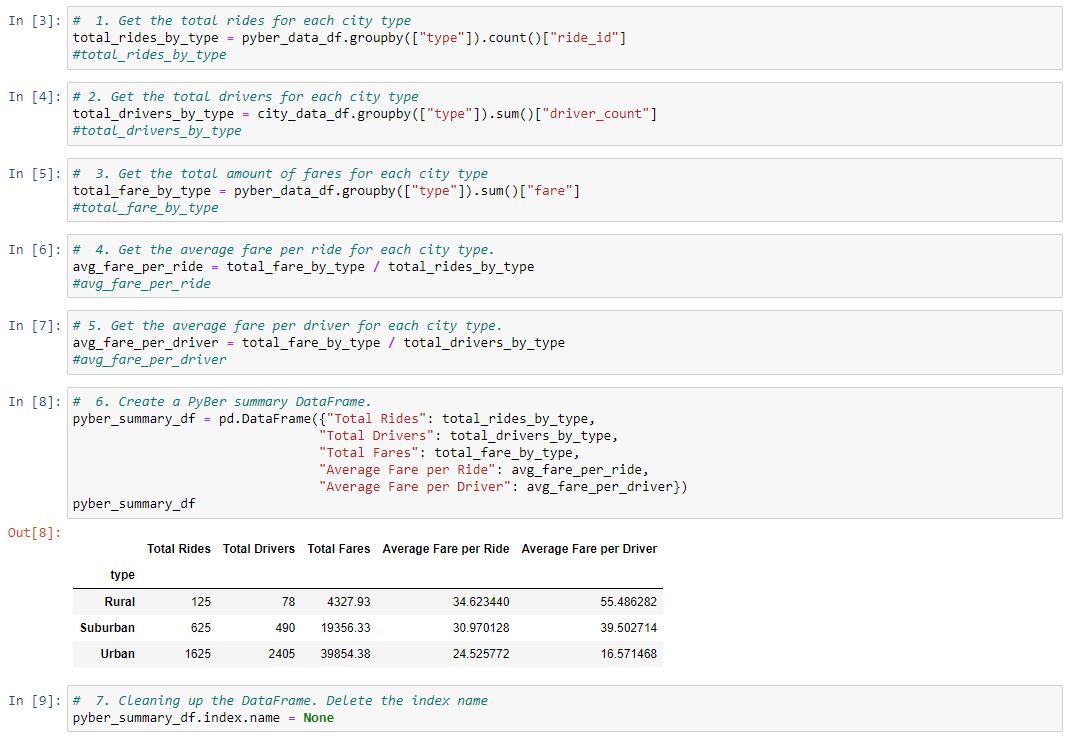 In [3]: #  1. Get the total rides for each city type
total_rides_by_type = pyber_data_df.groupby(["type"]).count()["ride_id"]
#total_rides_by_type
In [4]: # 2. Get the total drivers for each city type
total_drivers_by_type = city_data_df.groupby(["type"]).sum()["driver_count"]
#total_drivers_by_type
In [5]: #  3. Get the total amount of fares for each city type
total_fare_by_type = pyber_data_df.groupby(["type"]).sum()["fare"]
#total_fare_by_type
In [6]: #  4. Get the average fare per ride for each city type.
avg_fare_per_ride = total_fare_by_type / total_rides_by_type
#avg_fare_per_ride
In [7]: # 5. Get the average fare per driver for each city type.
avg_fare_per_driver = total_fare_by_type / total_drivers_by_type
#avg_fare_per_driver
In [8]: #  6. Create a PyBer summary DataFrame.
pyber_summary_df = pd.DataFrame({"Total Rides": total_rides_by_type,
"Total Drivers": total_drivers_by_type,
"Total Fares": total_fare_by_type,
"Average Fare per Ride": avg_fare_per_ride,
"Average Fare per Driver": avg_fare_per_driver})
pyber_summary_df
Out[8]:
Total Rides Total Drivers Total Fares Average Fare per Ride Average Fare per Driver
type
Rural 125 78 4327.93 34.623440 55.486282
Suburban 625 490 19356.33 30.970128 39.502714
Urban 1625 2405 39854.38 24.525772 16.571468
In [9]: #  7. Cleaning up the DataFrame. Delete the index name
pyber_summary_df.index.name = None